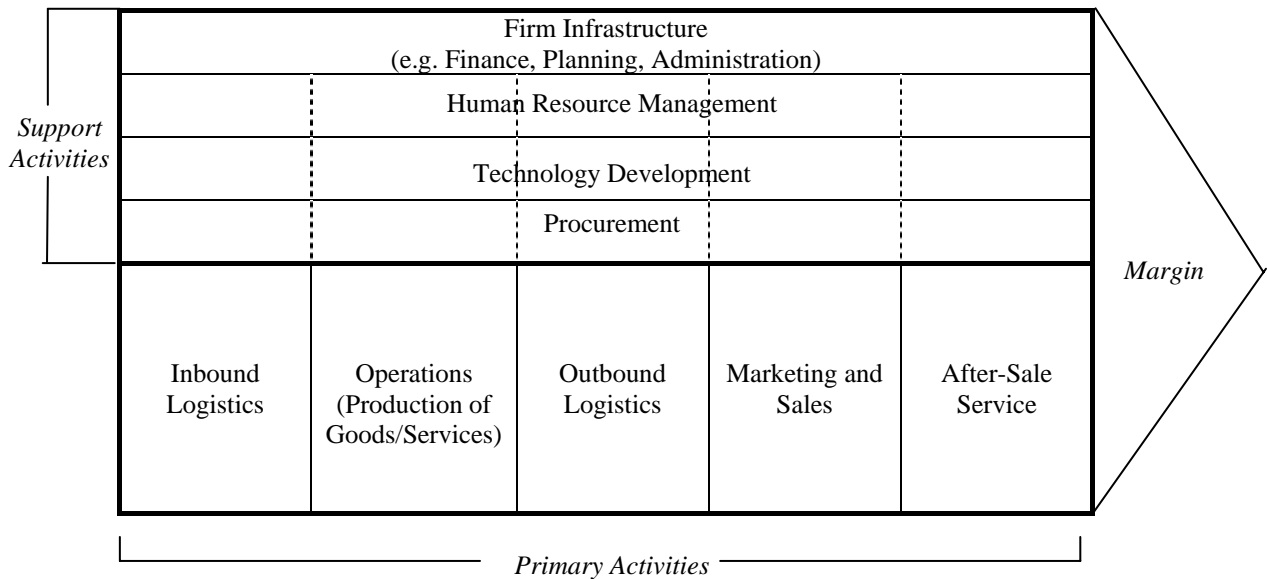 Firm Infrastructure
(e.g. Finance, Planning, Administration)
Human Resource Management
Support
Activities
Technology Development
Procurement
Margin
Inbound
Logistics
Operations
(Production of
Goods/Services)
Outbound
Logistics
Marketing and
Sales
After-Sale
Service
Primary Activities